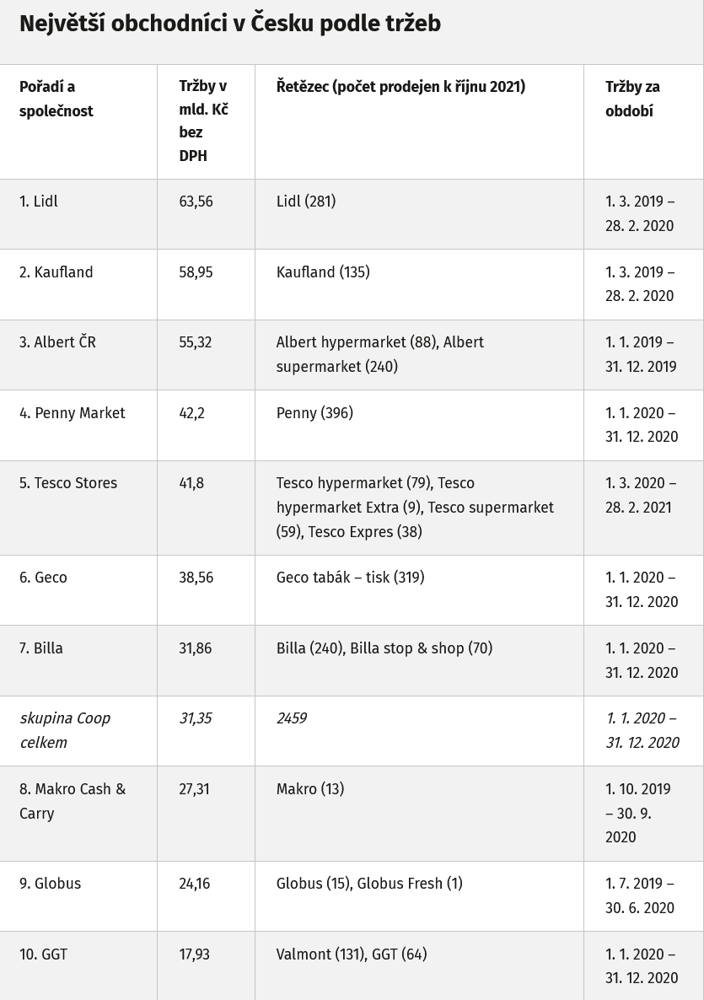 Největší obchodníci v Česku podle tržeb
Pořadí a
společnost
Tržby v
mld. Kč
bez
DPH
Řetězec (počet prodejen k říjnu 2021)
Tržby za
období
1. Lidl
63,56
Lidl (281)
1. 3. 2019 –
28. 2. 2020
2. Kaufland
58,95
Kaufland (135)
1. 3. 2019 –
28. 2. 2020
3. Albert ČR
55,32
Albert hypermarket (88), Albert
supermarket (240)
1. 1. 2019 –
31. 12. 2019
4. Penny Market
42,2
Penny (396)
1. 1. 2020 –
31. 12. 2020
5. Tesco Stores
41,8
Tesco hypermarket (79), Tesco
hypermarket Extra (9), Tesco supermarket
(59), Tesco Expres (38)
1. 3. 2020 –
28. 2. 2021
6. Geco
38,56
Geco tabák – tisk (319)
1. 1. 2020 –
31. 12. 2020
7. Billa
31,86
Billa (240), Billa stop & shop (70)
1. 1. 2020 –
31. 12. 2020
skupina Coop
celkem
31,35
2459
1. 1. 2020 –
31. 12. 2020
8. Makro Cash &
Carry
27,31
Makro (13)
1. 10. 2019
– 30. 9.
2020
9. Globus
24,16
Globus (15), Globus Fresh (1)
1. 7. 2019 –
30. 6. 2020
10. GGT
17,93
Valmont (131), GGT (64)
1. 1. 2020 –
31. 12. 2020